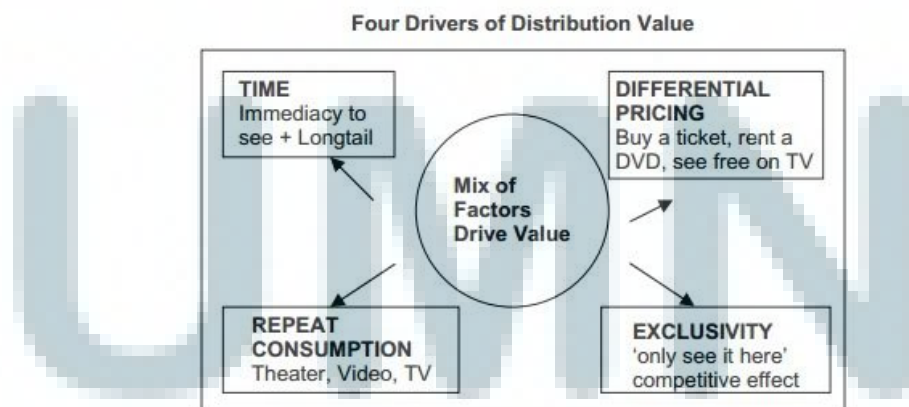 Four Drivers of Distribution Value
TIME
Immediacy to
see + Longtail
DIFFERENTIAL
PRICING
Buy a ticket, rent a
DVD, see free on TV
Mix of
Factors
Drive Value
REPEAT
CONSUMPTION
Theater, Video, TV
EXCLUSIVITY
'only see it here'
competitive effect
UMN